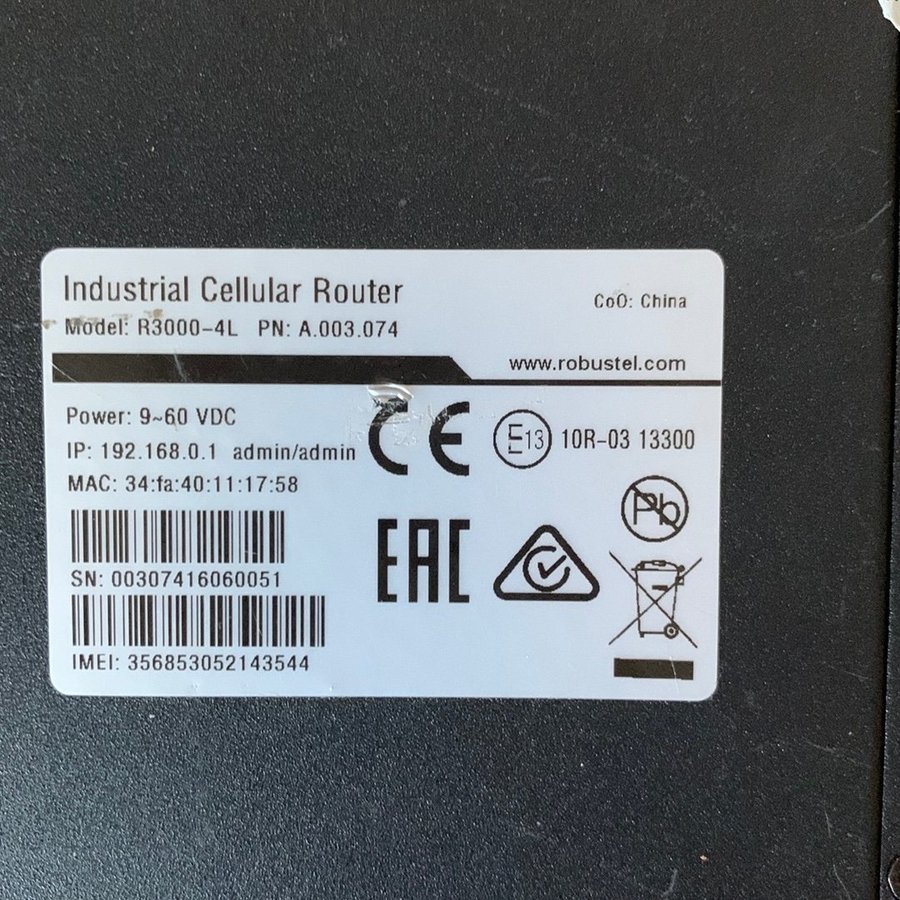 Industrial Cellular Router
CoO: China
Model: R3000-4L PN: A.003.074
www.robustel.com
Power: 9~60 VDC
IP: 192.168.0.1 admin/admin
MAC: 34:fa:40:11:17:58
CE
E13 10R-03 13300
Pb
SN: 00307416060051
EAC
IMEI: 356853052143544